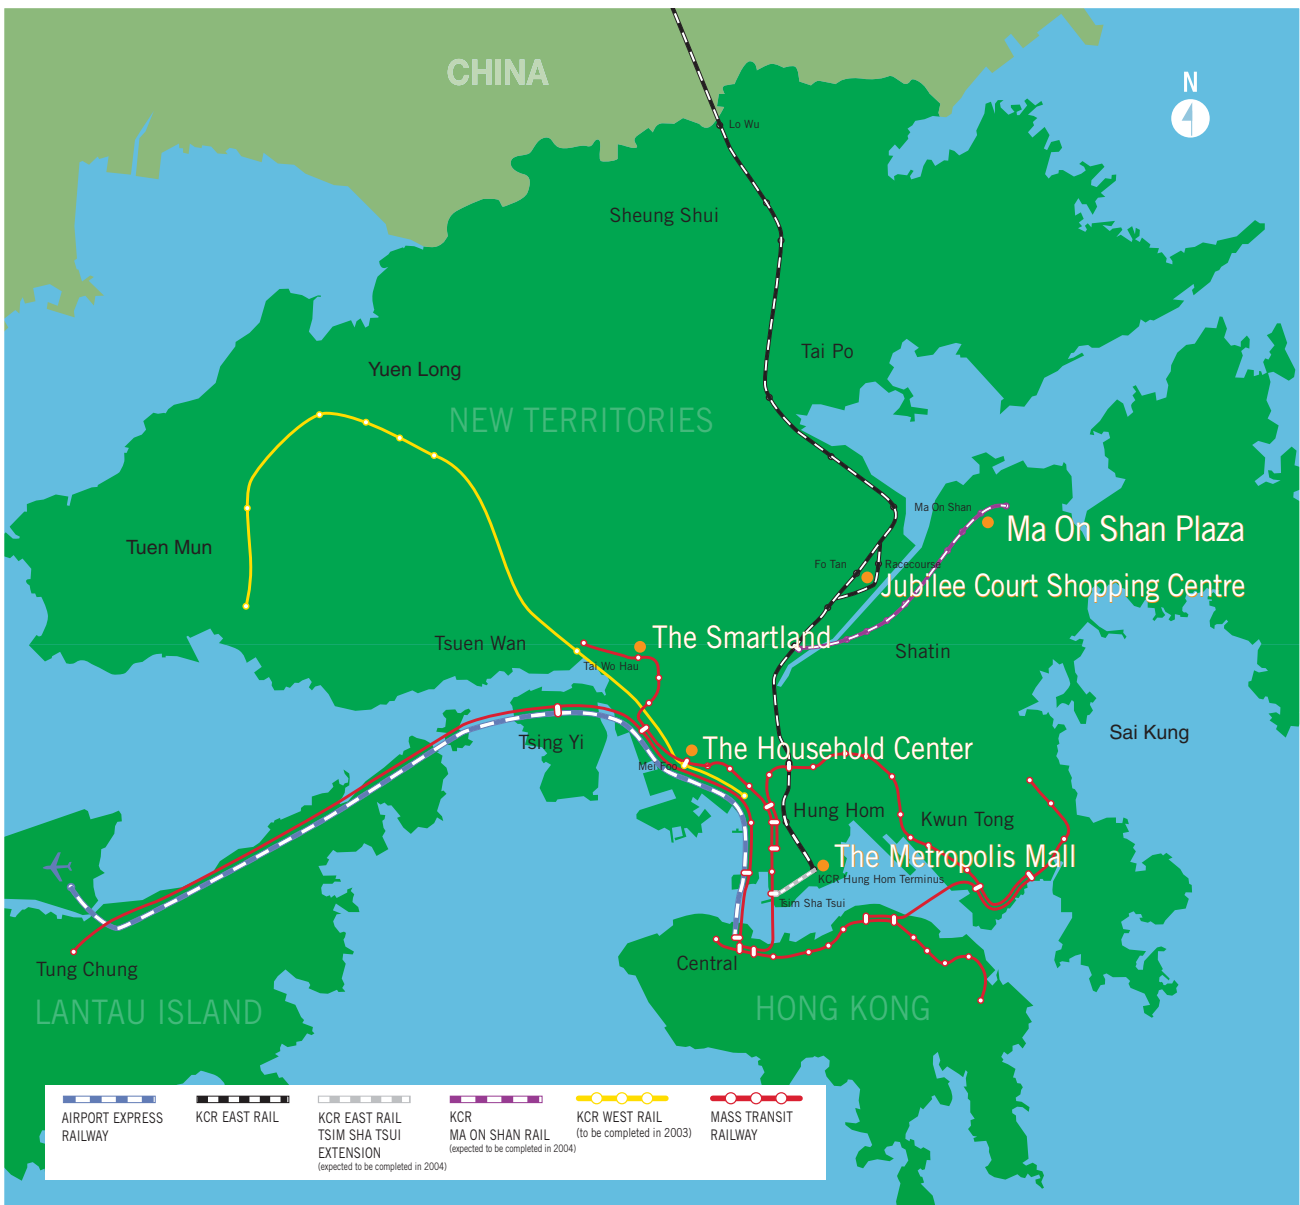 CHINA
N
Lo Wu
Sheung Shui
Tai Po
Yuen Long
NEW TERRITORIES
Ma On Shan
Ma On Shan Plaza
Tuen Mun
Fo Tan
Racecourse
Jubilee Court Shopping Centre
Tsuen Wan
The Smartland
Tai Wo Hau
Shatin
Sai Kung
Tsing Yi
The Household Center
Mei Foo
Hung Hom
Kwun Tong
The Metropolis Mall
KCR Hung Hom Terminus
Tsim Sha Tsui
Central
Tung Chung
LANTAU ISLAND
HONG KONG
AIRPORT EXPRESS
RAILWAY
KCR EAST RAIL
KCR EAST RAIL
TSIM SHA TSUI
EXTENSION
(expected to be completed in 2004)
KCR
MA ON SHAN RAIL
(expected to be completed in 2004)
KCR WEST RAIL
(to be completed in 2003)
MASS TRANSIT
RAILWAY